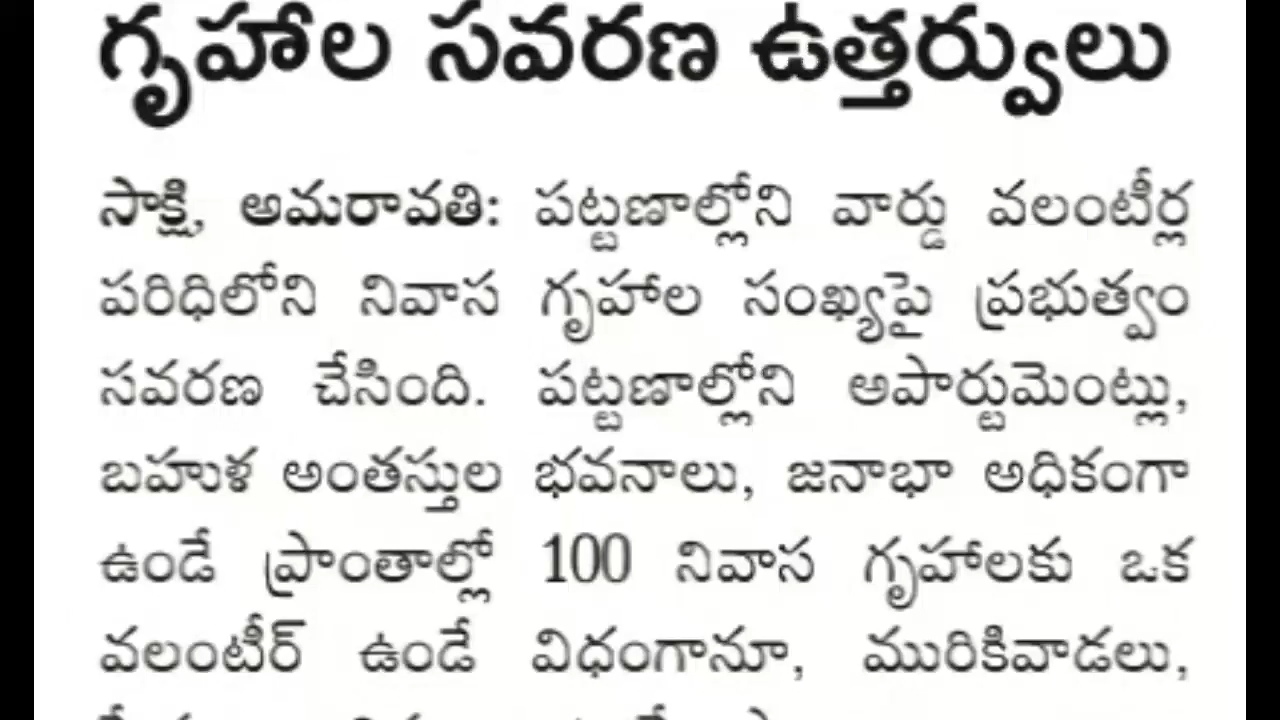 గృహాల సవరణ ఉత్తర్వులు
సాక్షి, అమరావతి: పట్టణాల్లోని వార్డు వలంటీర్ల
పరిధిలోని నివాస గృహాల సంఖ్యపై ప్రభుత్వం
సవరణ చేసింది. పట్టణాల్లోని అపార్టుమెంట్లు,
బహుళ అంతస్తుల భవనాలు, జనాభా అధికంగా
ఉండే ప్రాంతాల్లో 100 నివాస గృహాలకు ఒక
వలంటీర్ ఉండే విధంగానూ, మురికివాడలు,